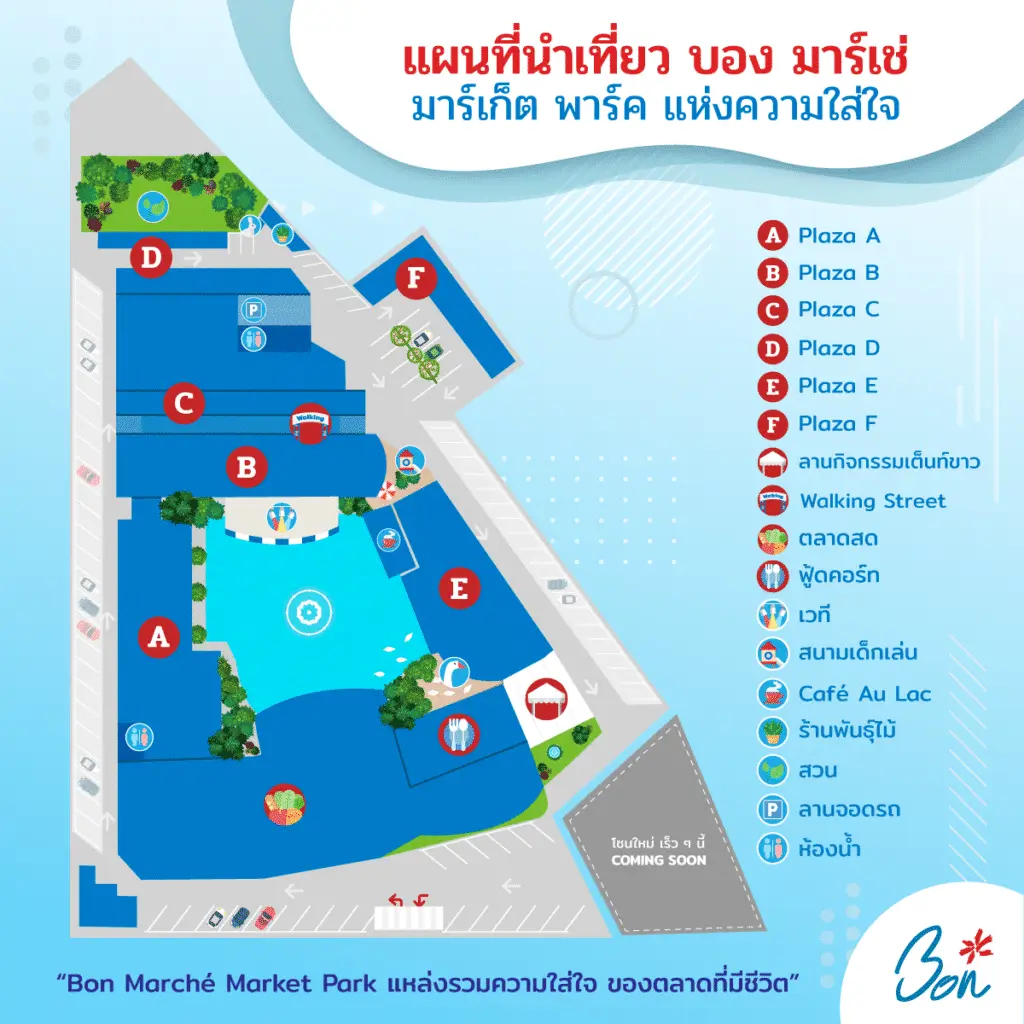 แผนที่นำเที่ยว บอง มาร์เช่
มาร์เก็ต พาร์ค แห่งความใส่ใจ
A Plaza A
B Plaza B
C Plaza C
D Plaza D
E Plaza E
F Plaza F
ลานกิจกรรมเต็นท์ขาว
Walking Walking Street
ตลาดสด
ฟู้ดคอร์ท
เวที
สนามเด็กเล่น
Café Au Lac
ร้านพันธุ์ไม้
สวน
P ลานจอดรถ
ห้องน้ำ
D
F
P
C
Walking
B
E
A
โซนใหม่ เร็ว ๆ นี้
COMING SOON
“Bon Marché Market Park แหล่งรวมความใส่ใจ ของตลาดที่มีชีวิต”
Bon